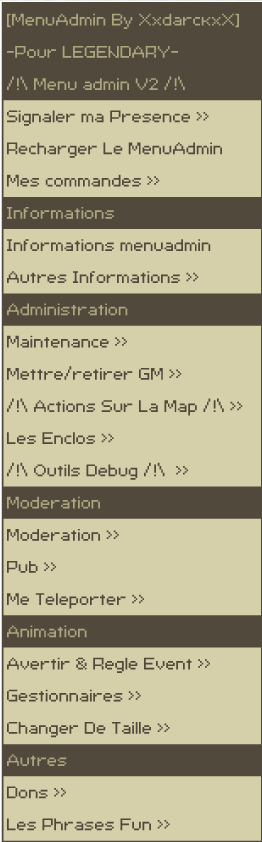 [MenuAdmin By XxdarcкxX]
-Pour LEGENDARY-
/!\ Menu admin V2 /!\
Signaler ma Presence >>
Recharger Le MenuAdmin
Mes commandes >>
Informations
Informations menuadmin
Autres Informations >>
Administration
Maintenance >>
Mettre/retirer GM >>
/!\ Actions Sur La Map /!\ >>
Les Enclos >>
/!\ Outils Debug /!\ >>
Moderation
Moderation >>
Pub >>
Me Teleporter >>
Animation
Avertir & Regle Event >>
Gestionnaires >>
Changer De Taille >>
Autres
Dons >>
Les Phrases Fun >>